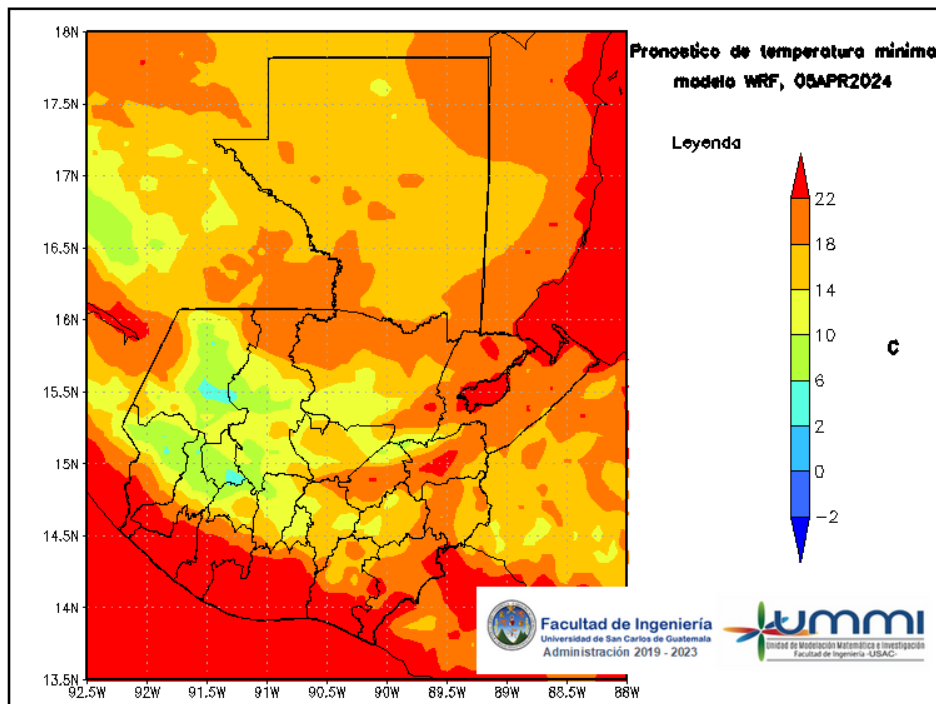 Pronostico de temperatura minima
modelo WRF, 05APR2024
Leyenda
22
18
14
10
6
2
0
−2
C
18N
17.5N
17N
16.5N
16N
15.5N
15N
14.5N
14N
13.5N
92.5W 92W 91.5W 91W 90.5W 90W 89.5W 89W 88.5W 88W
Facultad de Ingeniería
Universidad de San Carlos de Guatemala
Administración 2019 - 2023
ummi
Unidad de Modelación Matemática e Investigación
Facultad de Ingeniería -USAC-